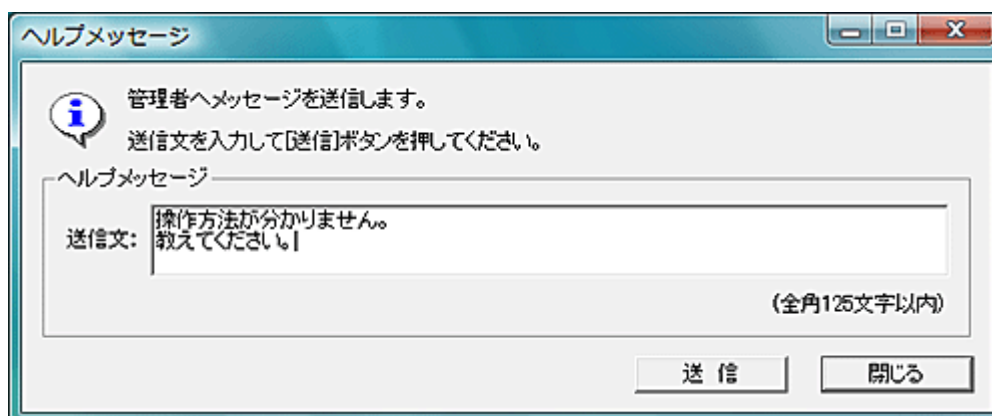 ヘルプメッセージ
管理者へメッセージを送信します。
送信文を入力して[送信]ボタンを押してください。
ヘルプメッセージ
送信文:
操作方法が分かりません。
教えてください。
(全角125文字以内)
送 信
閉じる